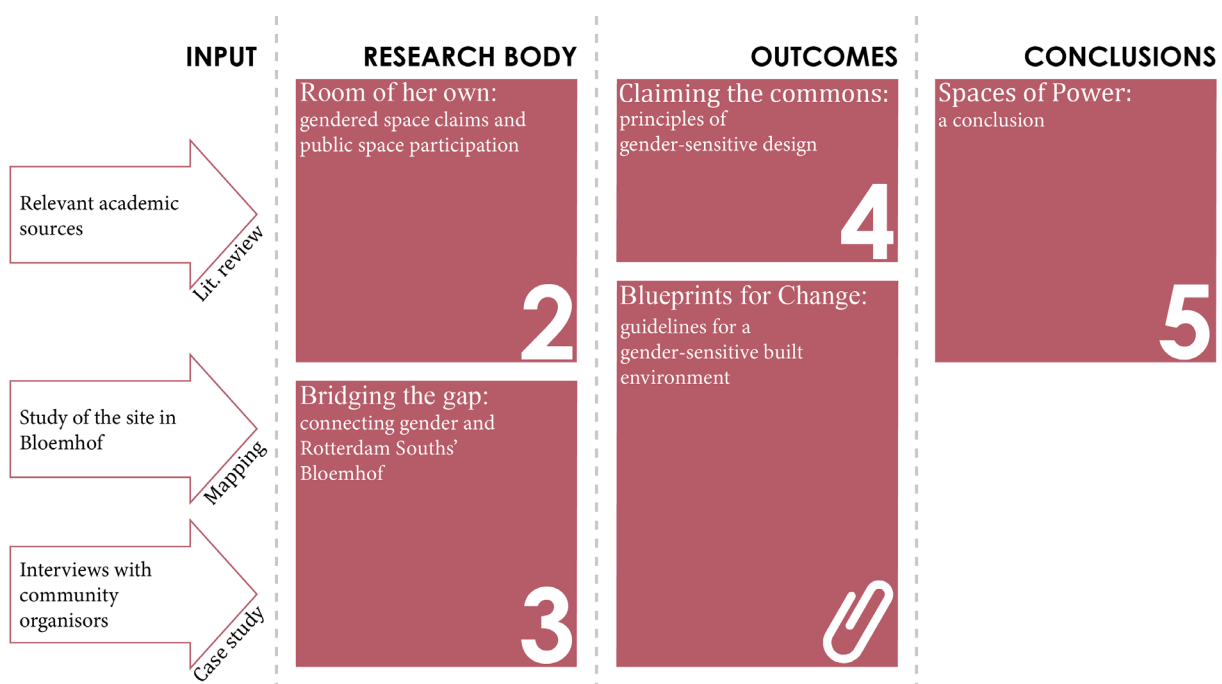 INPUT
RESEARCH BODY
OUTCOMES
CONCLUSIONS
Relevant academic
sources
Lit. review
Study of the site in
Bloemhof
Mapping
Interviews with
community
organisors
Case study
Room of her own:
gendered space claims and
public space participation
2
Bridging the gap:
connecting gender and
Rotterdam Souths’
Bloemhof
3
Claiming the commons:
principles of
gender-sensitive design
4
Blueprints for Change:
guidelines for a
gender-sensitive built
environment
Spaces of Power:
a conclusion
5